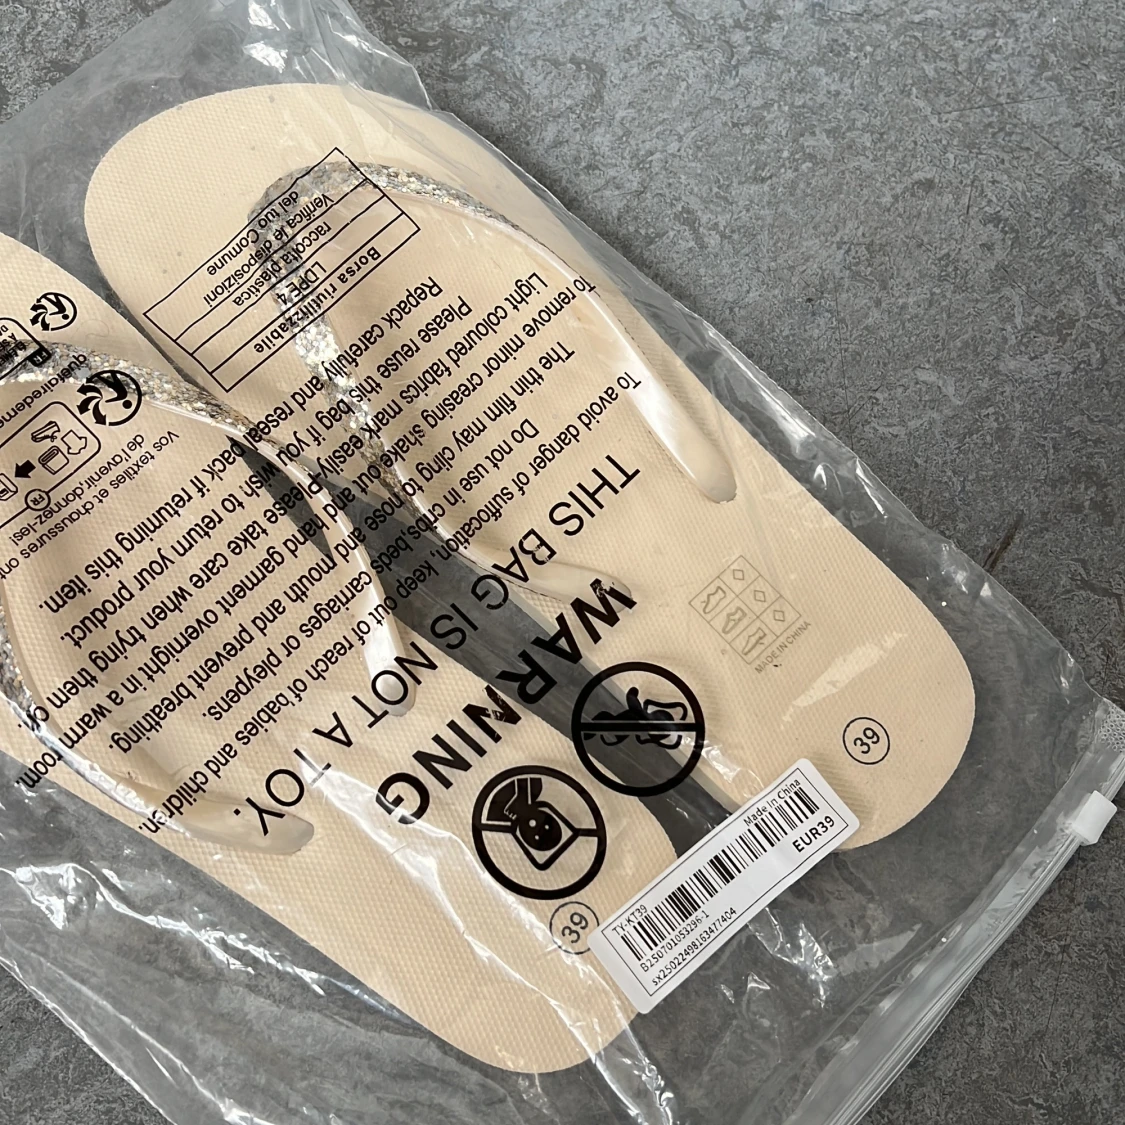 WARNING
THIS BAG IS NOT A TOY.
To avoid danger of suffocation, keep out of reach of babies and children.
Do not use in cribs, beds carriages or pleypens.
The thin film may cling to nose and mouth and prevent breathing.
To remove minor creasing shake out and hand garment overnight in a warm room.
Light coloured fabrics mark easily-Please take care when trying them on.
Please reuse this bag if you wish to return your product.
Repack carefully and reseal pack if returning this item.
Borsa riutilizzabile
LDPE 4
raccolta plastica
Verifica le disposizioni
del tuo Comune
Vos textiles et chaussures ont
de l'avenir,donnez-les!
FR
MADE IN CHINA
39
39
TY-KT39
Made In China
B250701053296-1
sx25022498163477404
EUR39